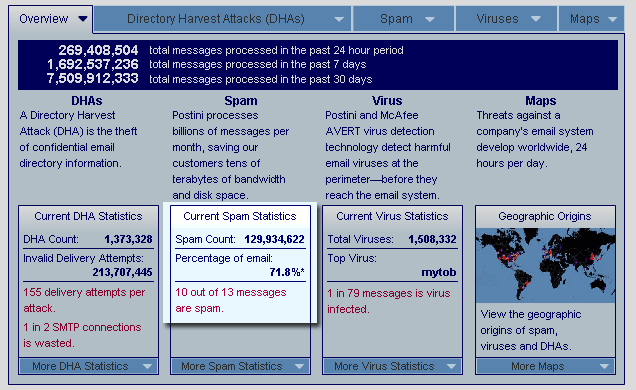 Overview
Directory Harvest Attacks (DHAs)
Spam
Viruses
Maps
269,408,504 total messages processed in the past 24 hour period
1,692,537,236 total messages processed in the past 7 days
7,509,912,333 total messages processed in the past 30 days
DHAs
A Directory Harvest
Attack (DHA) is the theft
of confidential email
directory information.
Spam
Postini processes
billions of messages per
month, saving our
customers tens of
terabytes of bandwidth
and disk space.
Virus
Postini and McAfee
AVERT virus detection
technology detect harmful
email viruses at the
perimeter—before they
reach the email system.
Maps
Threats against a
company's email system
develop worldwide, 24
hours per day.
Current DHA Statistics
DHA Count: 1,373,328
Invalid Delivery Attempts:
213,707,445
155 delivery attempts per
attack.
1 in 2 SMTP connections
is wasted.
More DHA Statistics
Current Spam Statistics
Spam Count: 129,934,622
Percentage of email:
71.8%*
10 out of 13 messages
are spam.
More Spam Statistics
Current Virus Statistics
Total Viruses: 1,508,332
Top Virus:
mytob
1 in 79 messages is virus
infected.
More Virus Statistics
Geographic Origins
View the geographic
origins of spam,
viruses and DHAs.
More Maps